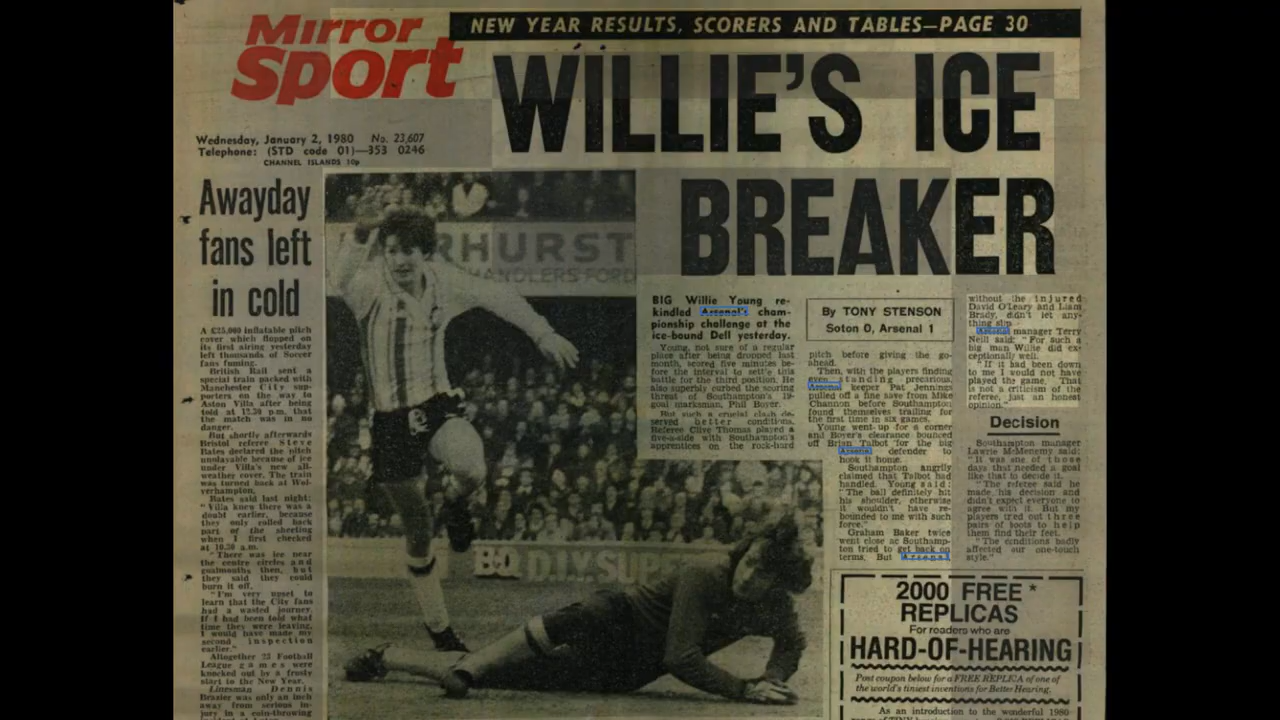 NEW YEAR RESULTS, SCORERS AND TABLES—PAGE 30
Mirror
Sport
WILLIE'S ICE
BREAKER
Wednesday, January 2, 1980 No. 23,607
Telephone: (STD code 01)—353 0246
CHANNEL ISLANDS 10p
Awayday
fans left
in cold
A £25,000 inflatable pitch
cover which flopped on
its first airing yesterday
left thousands of Soccer
fans fuming.
British Rail sent a
special train packed with
Manchester City sup-
porters on the way to
Aston Villa after being
told at 12.30 p.m. that
the match was in no
danger.
But shortly afterwards
Bristol referee Steve
Bates declared the pitch
unplayable because of ice
under Villa's new all-
weather cover. The train
was turned back at Wol-
verhampton.
Bates said last night:
"Villa knew there was a
doubt earlier, because
they only rolled back
part of the sheeting
when I first checked
at 10.30 a.m.
"There was ice near
the centre circles and
goalmouths then, but
they said they could
burn it off.
"I'm very upset to
learn that the City fans
had a wasted journey.
If I had been told what
time they were leaving,
I would have made my
second inspection
earlier."
Altogether 23 Football
League games were
knocked out by a frosty
start to the New Year.
Linesman Dennis
Brazier was only an inch
away from serious in-
jury in a coin-throwing
RHURST
HANDLERS FORD
BIG Willie Young re-
kindled Arsenal's cham-
pionship challenge at the
ice-bound Dell yesterday.
Young, not sure of a regular
place after being dropped last
month, scored five minutes be-
fore the interval to settle this
battle for the third position. He
also superbly curbed the scoring
threat of Southampton's 19-
goal marksman, Phil Boyer.
But such a crucial clash de-
served better conditions.
Referee Clive Thomas played a
five-a-side with Southampton's
apprentices on the rock-hard
By TONY STENSON
Soton 0, Arsenal 1
pitch before giving the go-
ahead.
Then, with the players finding
even standing precarious,
Arsenal keeper Pat Jennings
pulled off a fine save from Mike
Channon before Southampton
found themselves trailing for
the first time in six games.
Young went up for a corner
and Boyer's clearance bounced
off Brian Talbot for the big
Arsenal defender to
hook it home.
Southampton angrily
claimed that Talbot had
handled. Young said:
"The ball definitely hit
his shoulder, otherwise
it wouldn't have re-
bounded to me with such
force."
Graham Baker twice
went close as Southamp-
ton tried to get back on
terms. But Arsenal
without the injured
David O'Leary and Liam
Brady, didn't let any-
thing slip.
Arsenal manager Terry
Neill said: "For such a
big man Willie did ex-
ceptionally well.
"If it had been down
to me I would not have
played the game. That
is not a criticism of the
referee, just an honest
opinion."
Decision
Southampton manager
Lawrie McMenemy said:
"It was one of those
days that needed a goal
like that to decide it.
"The referee said he
made his decision and
didn't expect everyone to
agree with it. But my
players tried out three
pairs of boots to help
them find their feet.
"The conditions badly
affected our one-touch
style."
2000 FREE*
REPLICAS
For readers who are
HARD-OF-HEARING
Post coupon below for a FREE REPLICA of one of
the world's tiniest inventions for Better Hearing.
As an introduction to the wonderful 1980